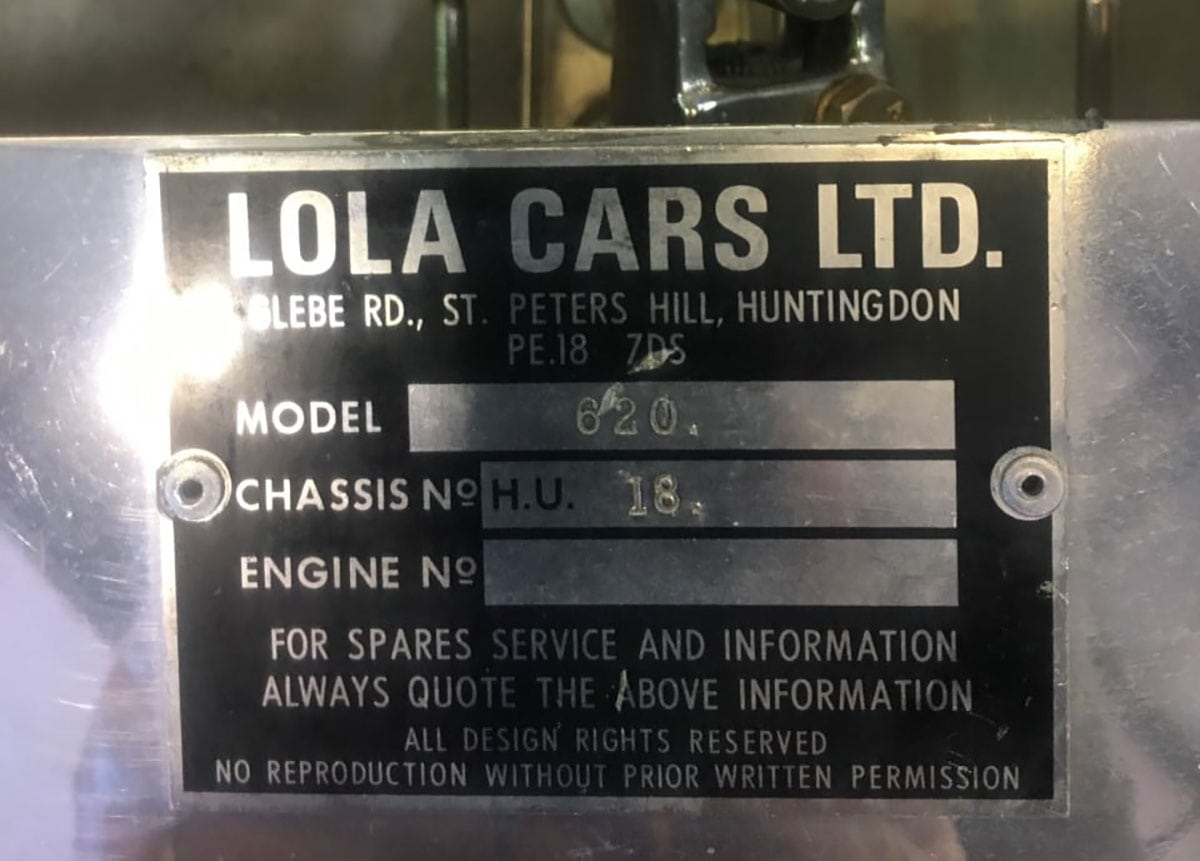 LOLA CARS LTD.
GLEBE RD., ST. PETERS HILL, HUNTINGDON
PE.18 7DS
MODEL 620.
CHASSIS Nº H.U. 18.
ENGINE Nº
FOR SPARES SERVICE AND INFORMATION
ALWAYS QUOTE THE ABOVE INFORMATION
ALL DESIGN RIGHTS RESERVED
NO REPRODUCTION WITHOUT PRIOR WRITTEN PERMISSION